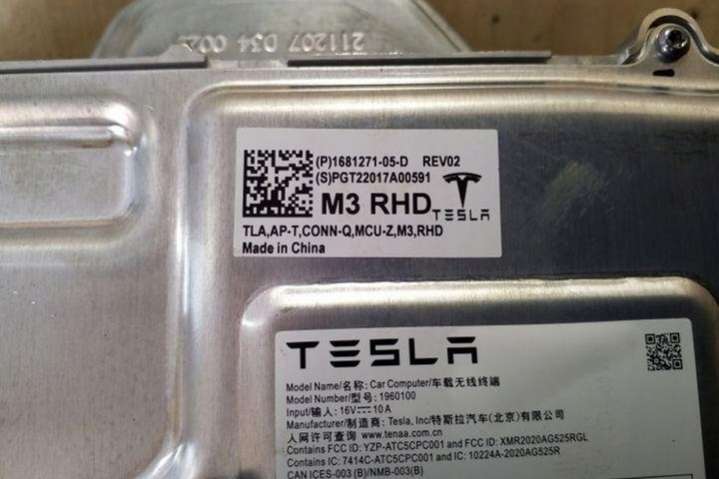 211207 D34 002
(P)1681271-05-D REV02
(S)PGT22017A00591
M3 RHD TESLA
TLA,AP-T,CONN-Q,MCU-Z,M3,RHD
Made in China
TESLA
Model Name/名称: Car Computer/车载无线终端
Model Number/型号: 1960100
Input/输入: 16V⎓10A
Manufacturer/制造商: Tesla, Inc/特斯拉汽车(北京)有限公司
入网许可查询 www.tenaa.com.cn
Contains FCC ID: YZP-ATC5CPC001 and FCC ID: XMR2020AG525RGL
Contains IC: 7414C-ATC5CPC001 and IC: 10224A-2020AG525R
CAN ICES-003 (B)/NMB-003(B)